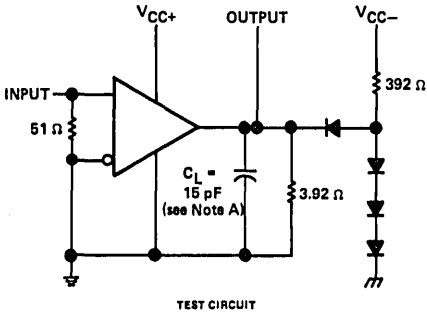 VCC+
OUTPUT
VCC−
INPUT
51 Ω
392 Ω
CL =
15 pF
(see Note A)
3.92 Ω
TEST CIRCUIT